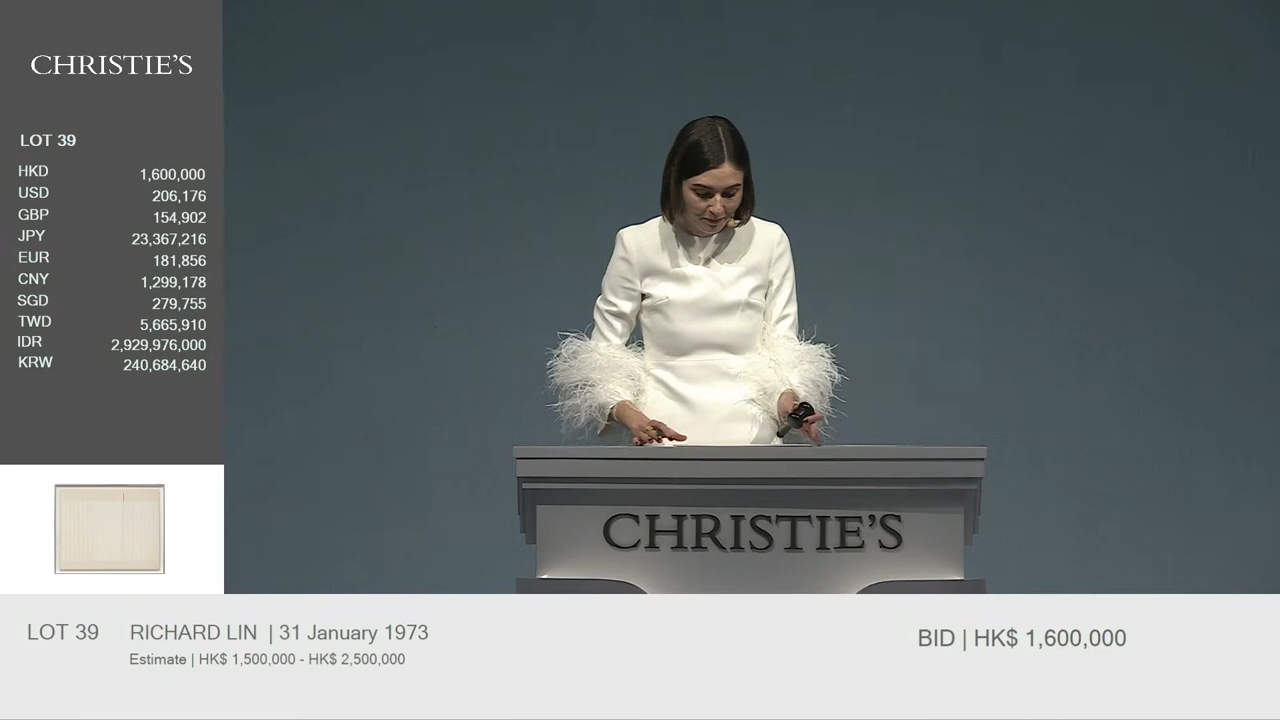 CHRISTIE'S
LOT 39
HKD 1,600,000
USD 206,176
GBP 154,902
JPY 23,367,216
EUR 181,856
CNY 1,299,178
SGD 279,755
TWD 5,665,910
IDR 2,929,976,000
KRW 240,684,640
CHRISTIE'S
LOT 39 RICHARD LIN | 31 January 1973
Estimate | HK$ 1,500,000 - HK$ 2,500,000
BID | HK$ 1,600,000